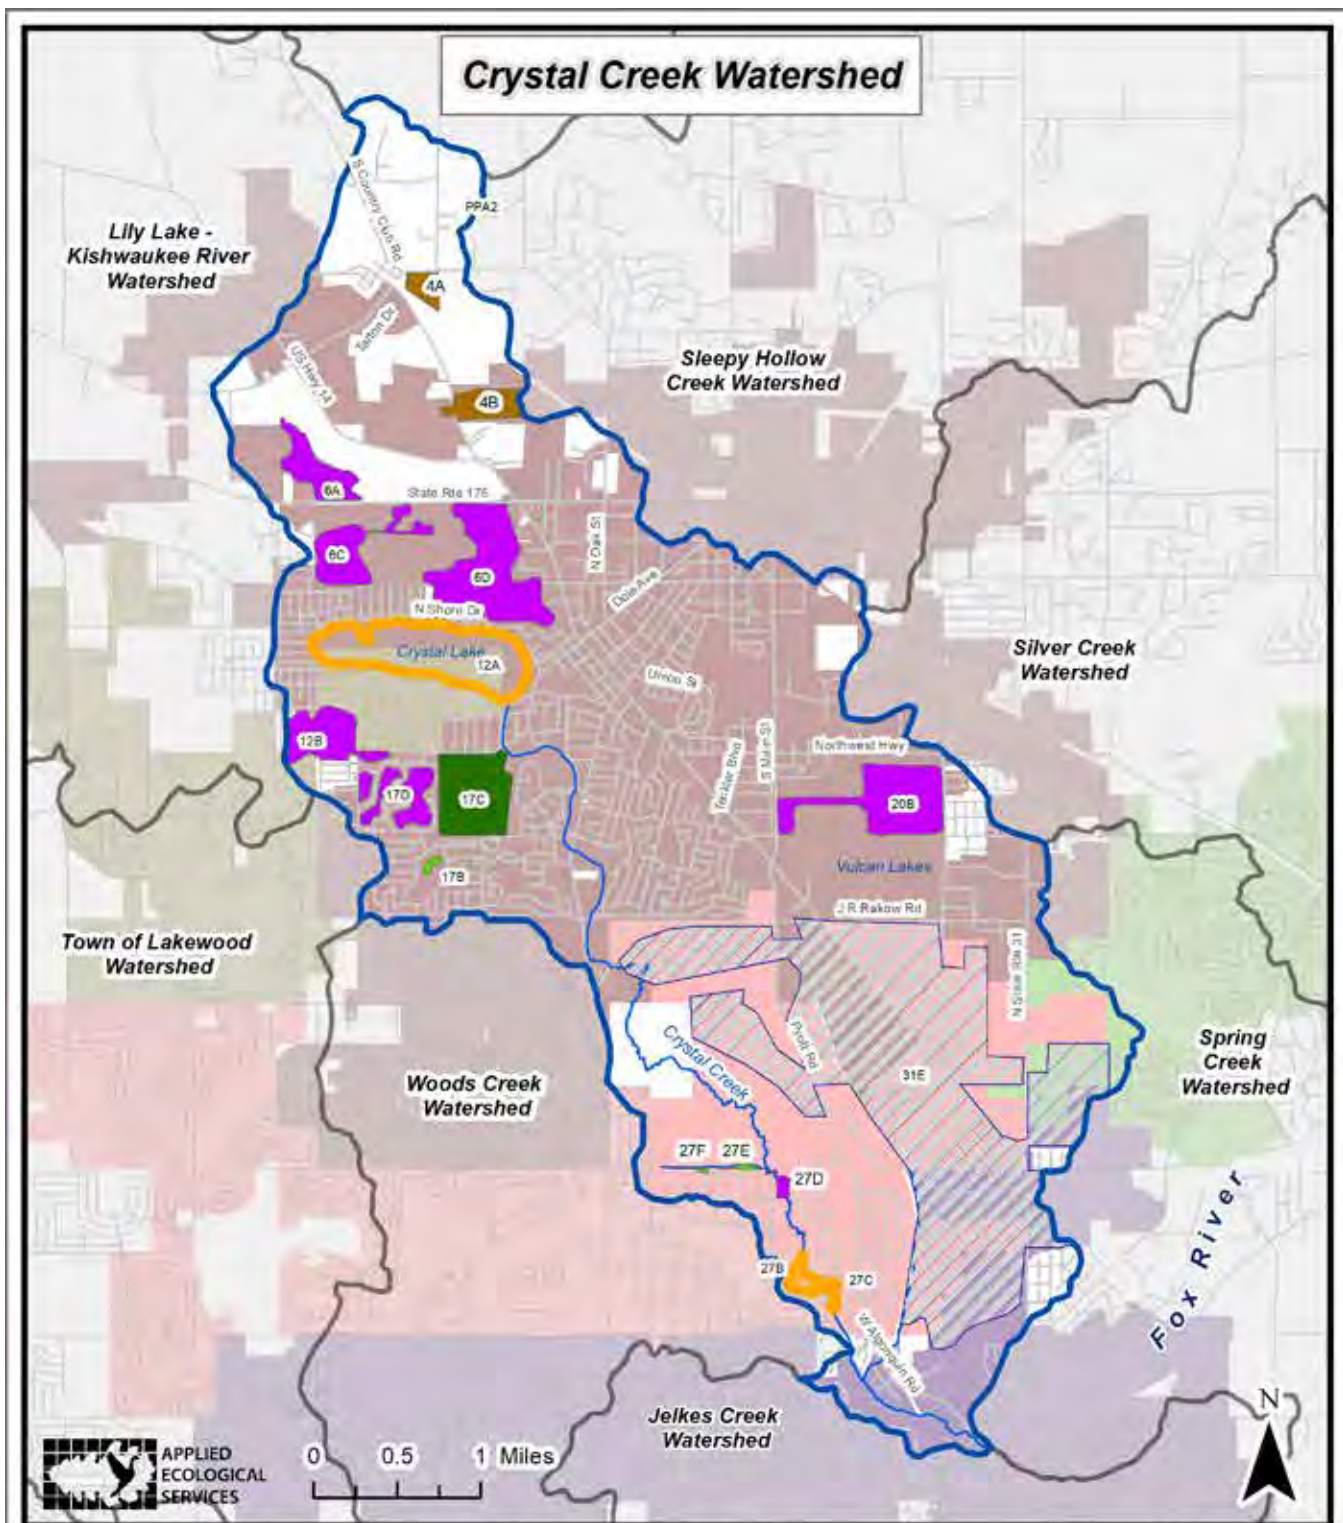 Crystal Creek Watershed
S Country Club Rd
PPA2
Lily Lake -
Kishwaukee River
Watershed
4A
Tarton Dr
US Hwy 14
Sleepy Hollow
Creek Watershed
4B
6A
State Rte 176
N Oak St
6C
6D
Dole Ave
N Shore Dr
Crystal Lake
12A
Union St
Silver Creek
Watershed
12B
Northwest Hwy
S Main St
Teckler Blvd
17D
17C
20B
17B
Vulcan Lakes
J R Rakow Rd
Town of Lakewood
Watershed
N State Rte 31
Spring
Creek
Watershed
Crystal Creek
Pyott Rd
31E
Woods Creek
Watershed
27F
27E
27D
27B
27C
Fox River
W Algonquin Rd
Jelkes Creek
Watershed
N
APPLIED
ECOLOGICAL
SERVICES
0 0.5 1 Miles